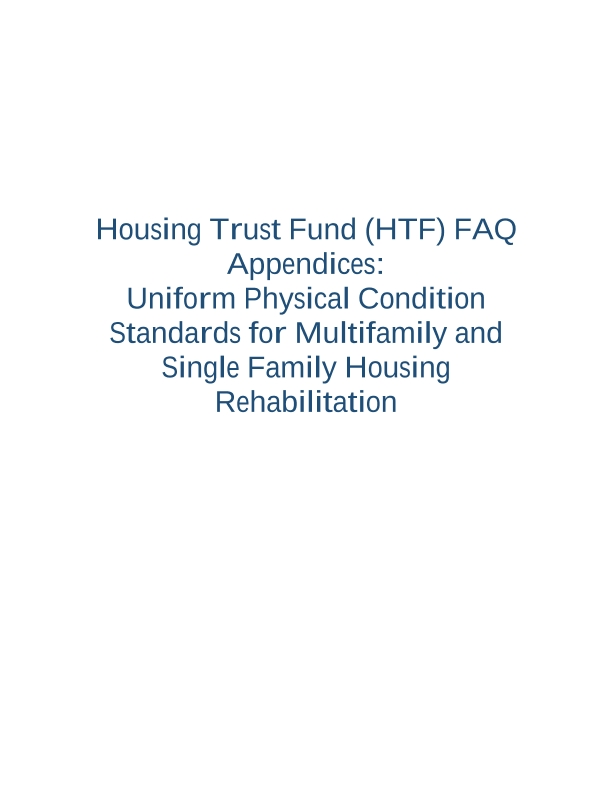 Housing Trust Fund (HTF) FAQ
Appendices:
Uniform Physical Condition
Standards for Multifamily and
Single Family Housing
Rehabilitation